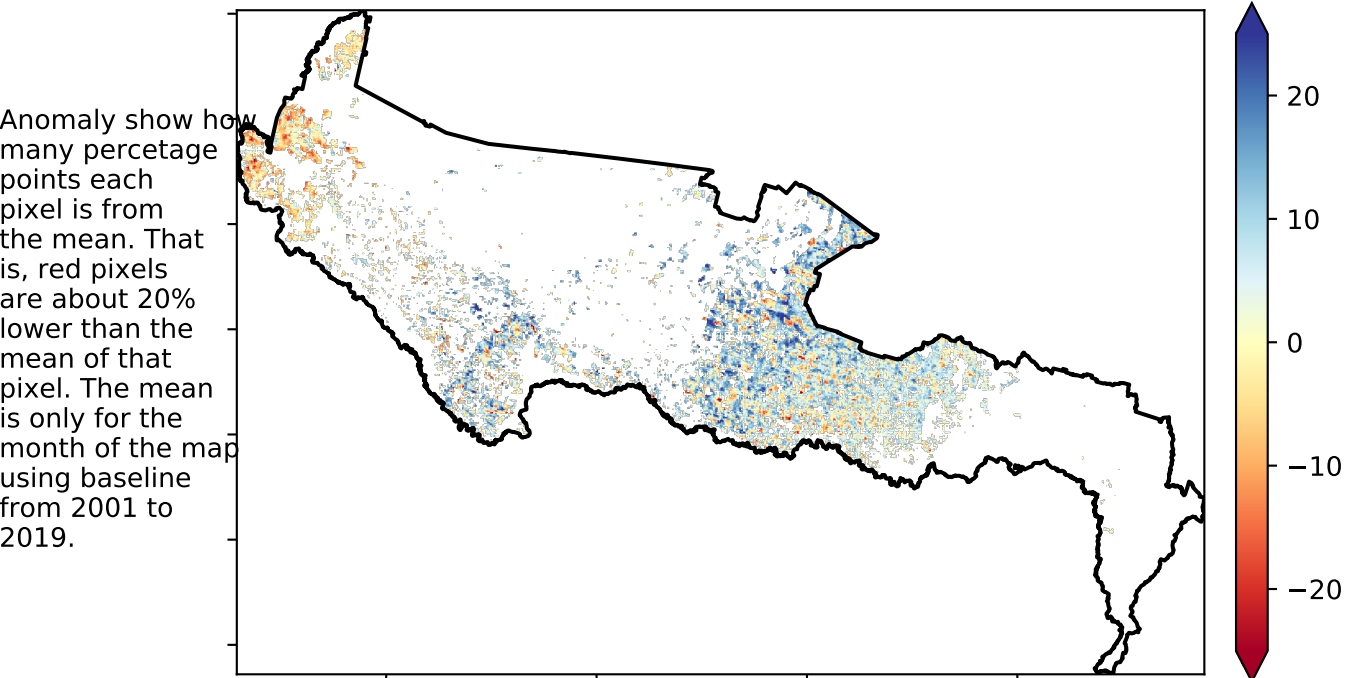 Anomaly show how
many percetage
points each
pixel is from
the mean. That
is, red pixels
are about 20%
lower than the
mean of that
pixel. The mean
is only for the
month of the map
using baseline
from 2001 to
2019.
20
10
0
−10
−20